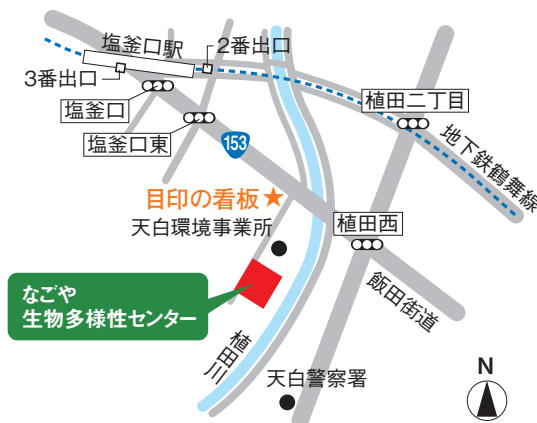 塩釜口駅
2番出口
3番出口
塩釜口
植田二丁目
塩釜口東
153
地下鉄鶴舞線
目印の看板★
天白環境事業所
植田西
なごや
生物多様性センター
飯田街道
植田川
天白警察署
N